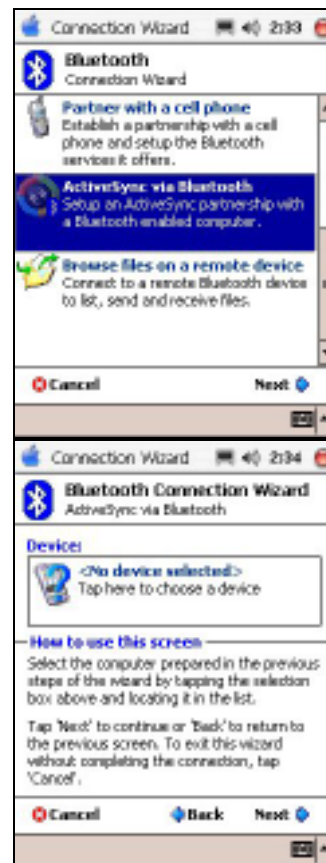 Connection Wizard 2:33
Bluetooth
Connection Wizard
Partner with a cell phone
Establish a partnership with a cell
phone and setup the Bluetooth
services it offers.
ActiveSync via Bluetooth
Setup an ActiveSync partnership with
a Bluetooth enabled computer.
Browse files on a remote device
Connect to a remote Bluetooth device
to list, send and receive files.
Cancel Next
Connection Wizard 2:34
Bluetooth Connection Wizard
ActiveSync via Bluetooth
Device:
<No device selected>
Tap here to choose a device
How to use this screen
Select the computer prepared in the previous
steps of the wizard by tapping the selection
box above and locating it in the list.
Tap 'Next' to continue or 'Back' to return to
the previous screen. To exit this wizard
without completing the connection, tap
'Cancel'.
Cancel Back Next